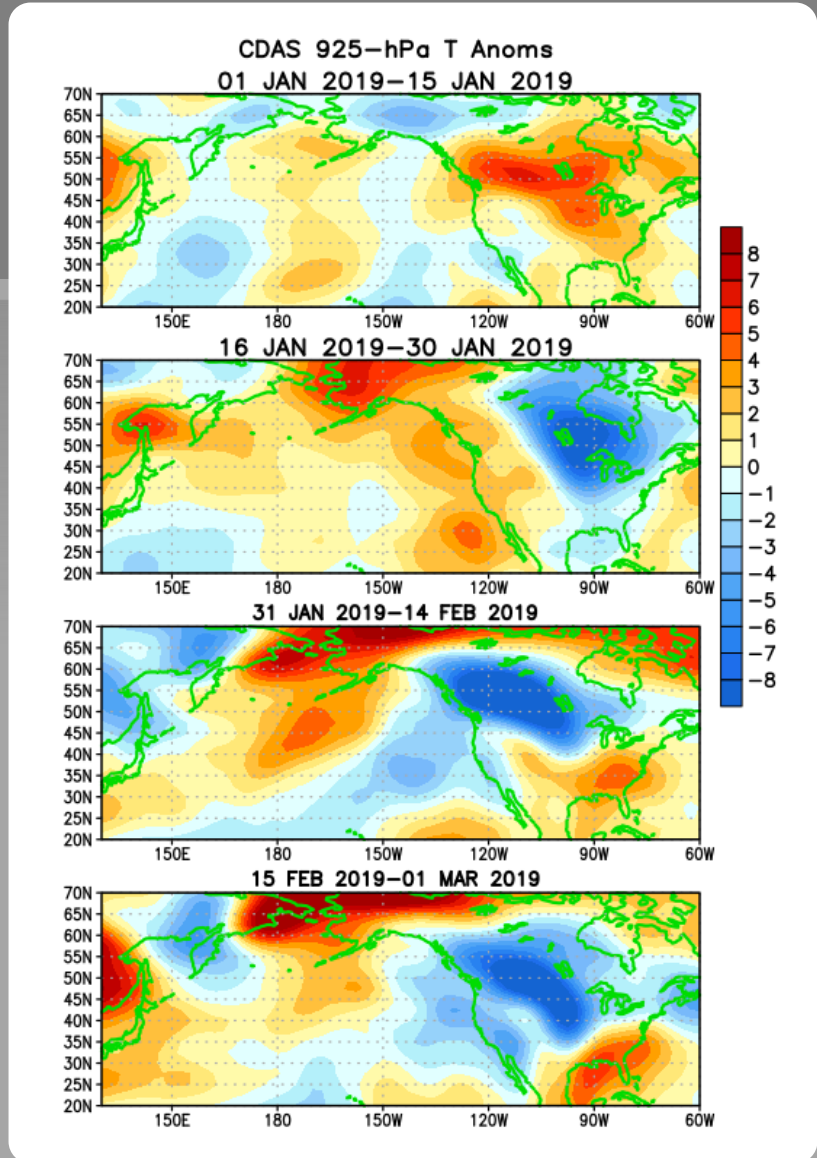 CDAS 925-hPa T Anoms
01 JAN 2019-15 JAN 2019
70N
65N
60N
55N
50N
45N
40N
35N
30N
25N
20N
150E 180 150W 120W 90W 60W
16 JAN 2019-30 JAN 2019
70N
65N
60N
55N
50N
45N
40N
35N
30N
25N
20N
150E 180 150W 120W 90W 60W
31 JAN 2019-14 FEB 2019
70N
65N
60N
55N
50N
45N
40N
35N
30N
25N
20N
150E 180 150W 120W 90W 60W
15 FEB 2019-01 MAR 2019
70N
65N
60N
55N
50N
45N
40N
35N
30N
25N
20N
150E 180 150W 120W 90W 60W
8
7
6
5
4
3
2
1
0
-1
-2
-3
-4
-5
-6
-7
-8